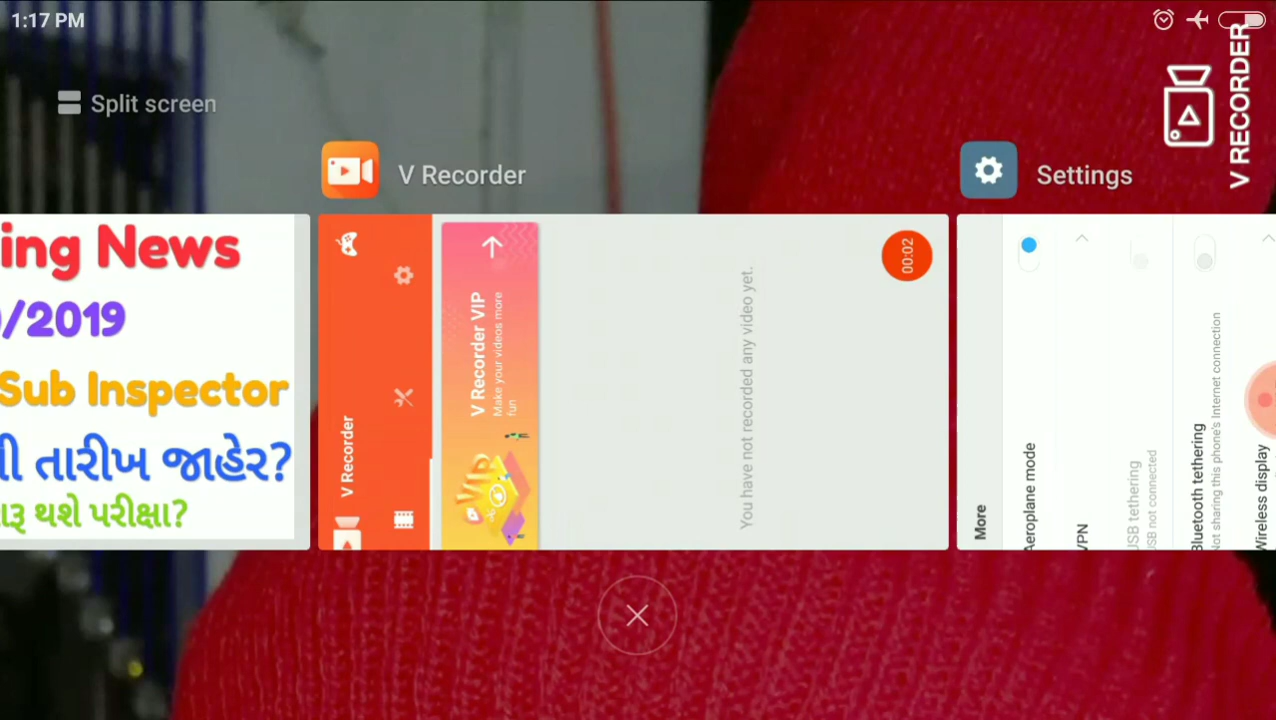 1:17 PM
Split screen
V RECORDER
V Recorder
Settings
ing News
/2019
Sub Inspector
ી તારીખ જાહેર?
રૂ થશે પરીક્ષા?
V Recorder
V Recorder VIP
Make your videos more
fun
VIP
You have not recorded any video yet.
00:02
More
Aeroplane mode
VPN
USB tethering
USB not connected
Bluetooth tethering
Not sharing this phone's Internet connection
Wireless display